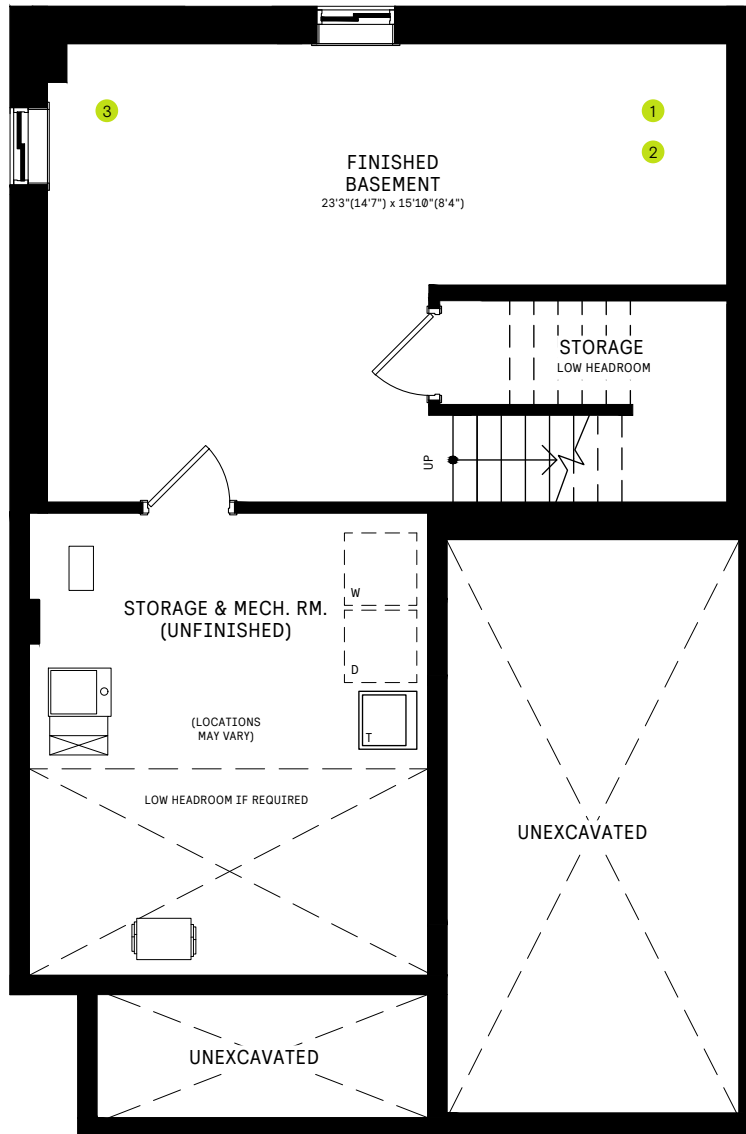 3
1
2
FINISHED
BASEMENT
23'3"(14'7") x 15'10"(8'4")
STORAGE
LOW HEADROOM
UP
W
STORAGE & MECH. RM.
(UNFINISHED)
D
(LOCATIONS
MAY VARY)
T
LOW HEADROOM IF REQUIRED
UNEXCAVATED
UNEXCAVATED